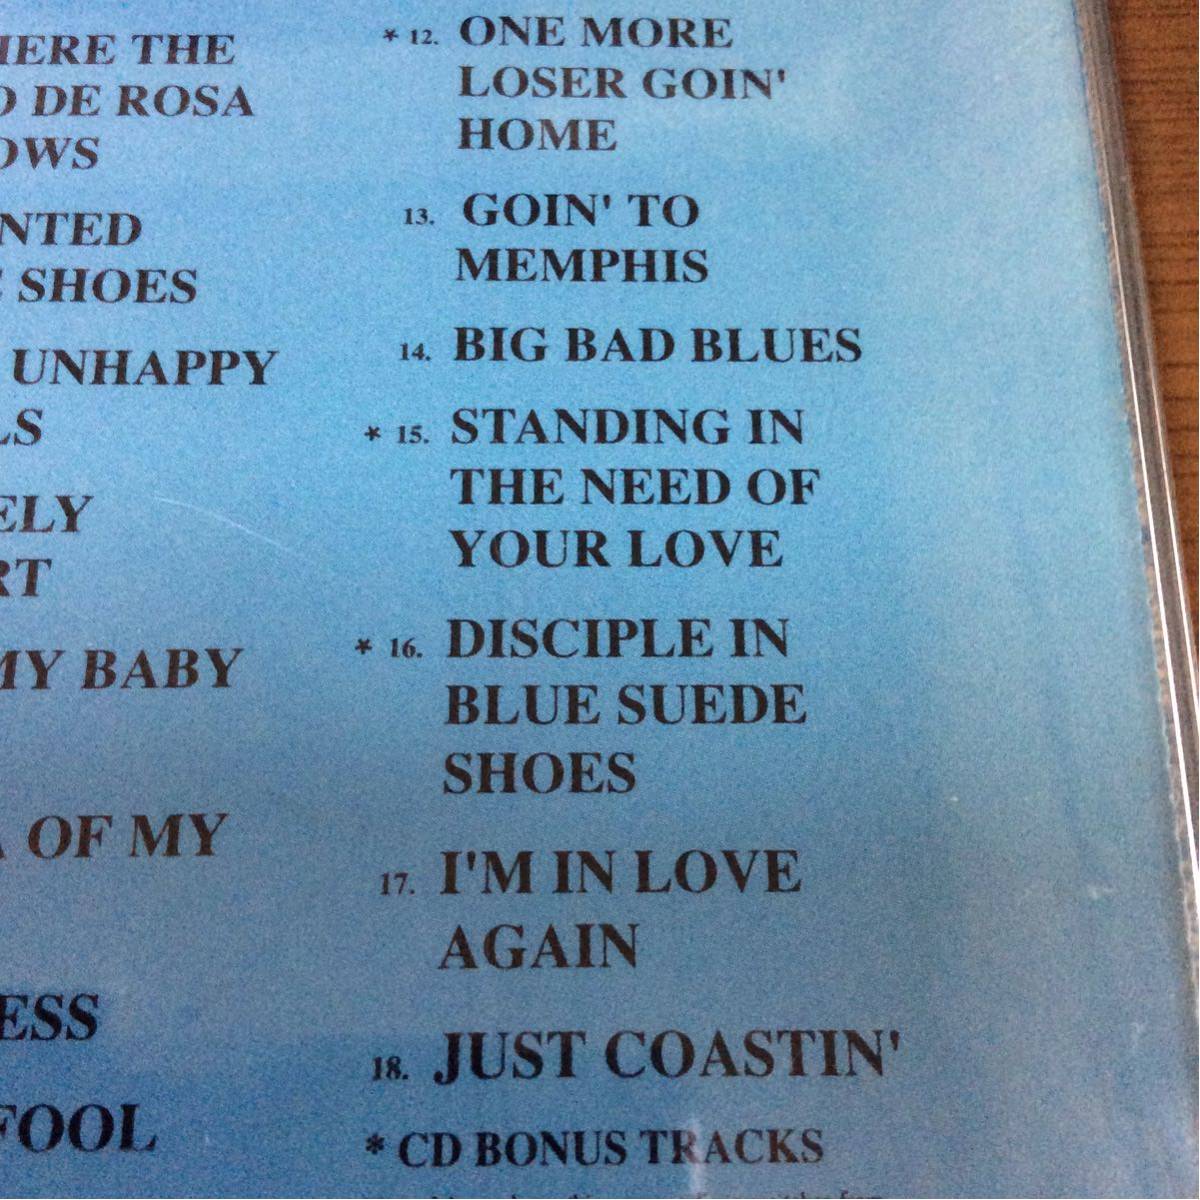 HERE THE
DE ROSA
OWS
NTED
SHOES
UNHAPPY
LS
ELY
RT
MY BABY
OF MY
ESS
FOOL
* 12. ONE MORE
LOSER GOIN'
HOME
13. GOIN' TO
MEMPHIS
14. BIG BAD BLUES
* 15. STANDING IN
THE NEED OF
YOUR LOVE
* 16. DISCIPLE IN
BLUE SUEDE
SHOES
17. I'M IN LOVE
AGAIN
18. JUST COASTIN'
* CD BONUS TRACKS